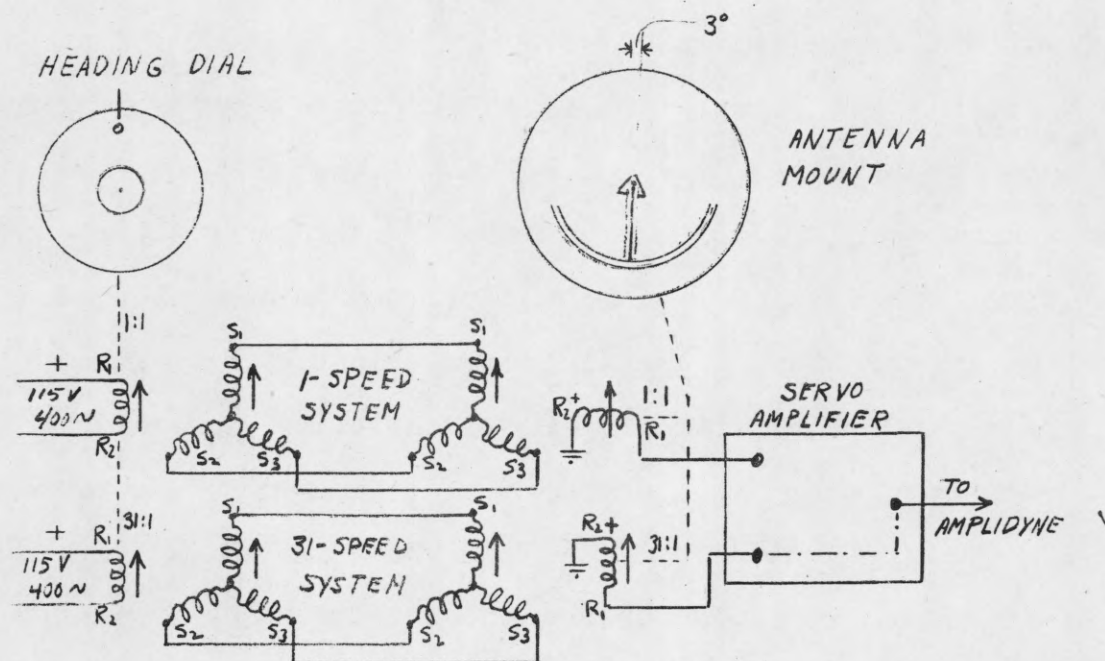 3°
HEADING DIAL
ANTENNA
MOUNT
1:1
+ R₁
115V
400~
R₂
S₁
S₂ S₃
1-SPEED
SYSTEM
S₁
S₂ S₃
R₂+
1:1
R₁
SERVO
AMPLIFIER
TO
AMPLIDYNE
31:1
+ R₁
115V
400~
R₂
S₁
S₂ S₃
31-SPEED
SYSTEM
S₁
S₂ S₃
R₂+
31:1
R₁